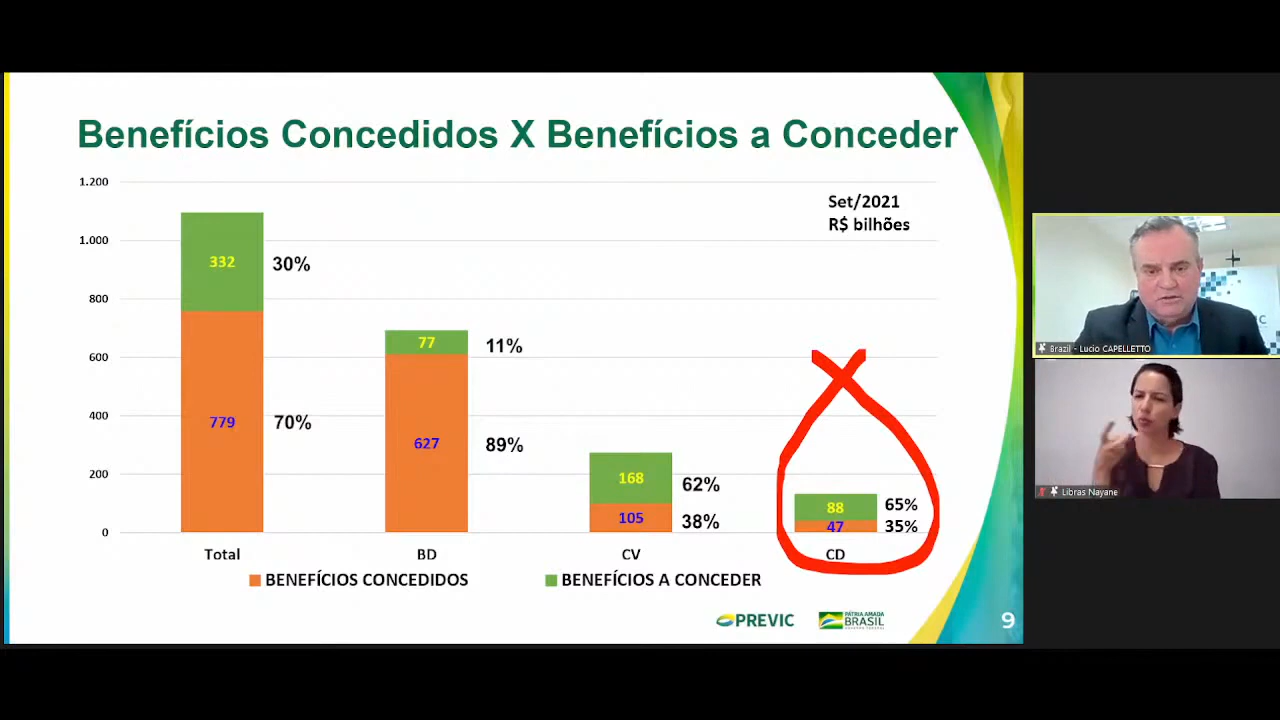 Benefícios Concedidos X Benefícios a Conceder
1.200
1.000
800
600
400
200
0
Set/2021
R$ bilhões
332
30%
779
70%
77
11%
627
89%
168
62%
105
38%
88
65%
47
35%
Total
BD
CV
CD
BENEFÍCIOS CONCEDIDOS
BENEFÍCIOS A CONCEDER
PREVIC
PÁTRIA AMADA
BRASIL
GOVERNO FEDERAL
9
Brazil - Lucio CAPELLETTO
Libras Nayane